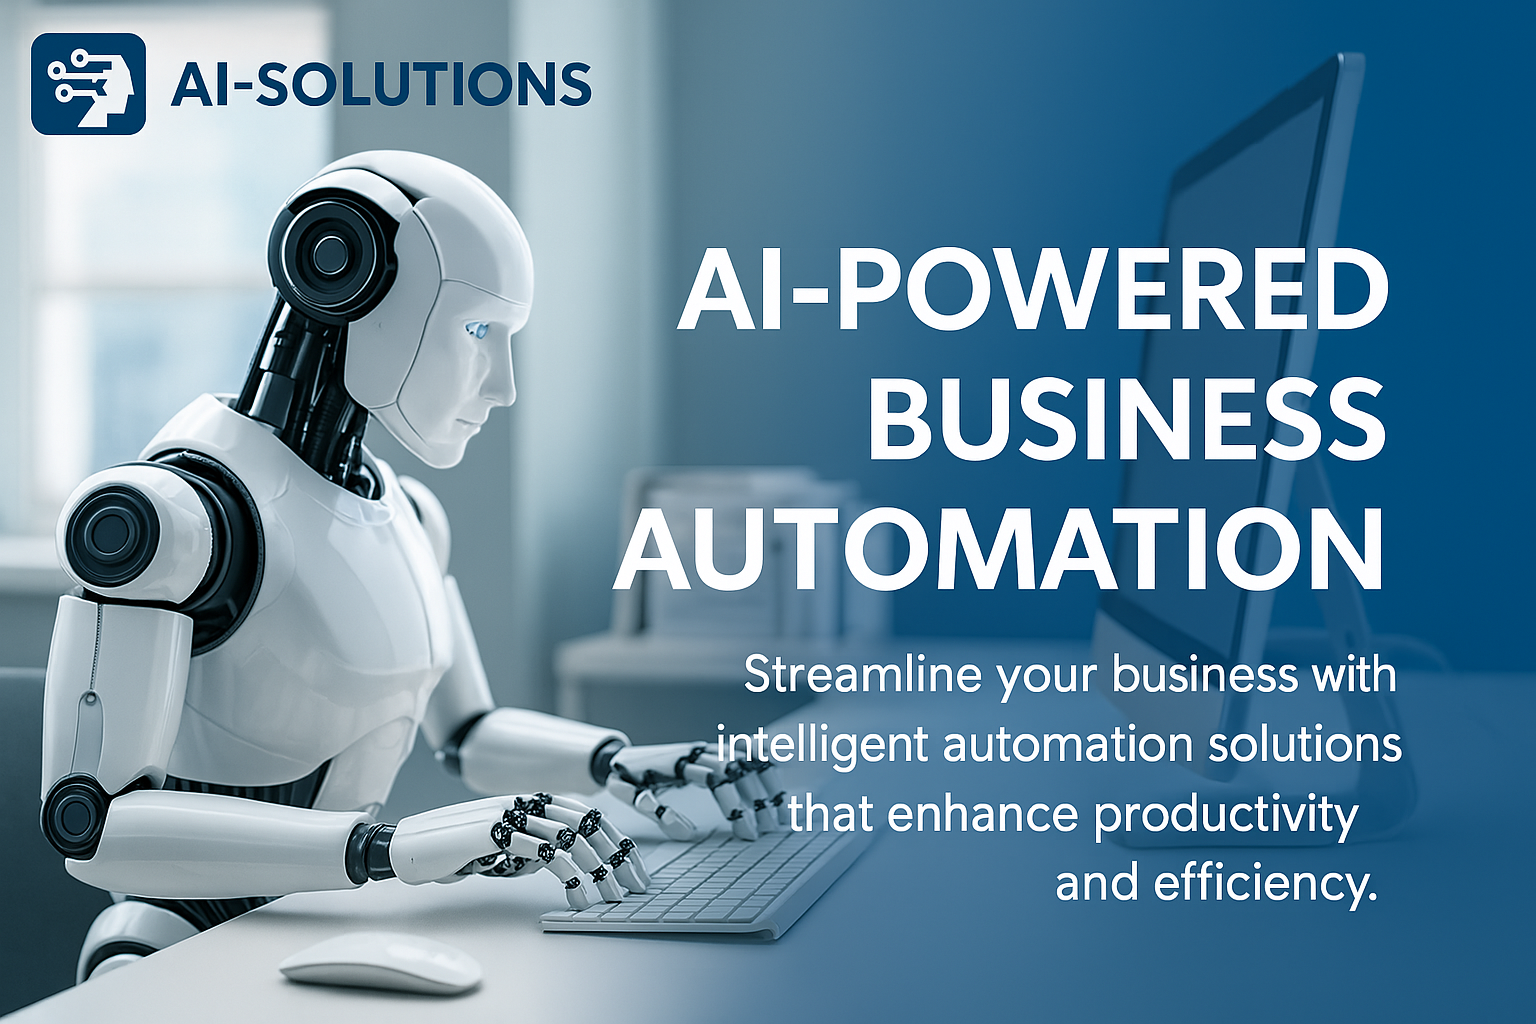 AI-SOLUTIONS
AI-POWERED
BUSINESS
AUTOMATION
Streamline your business with
intelligent automation solutions
that enhance productivity
and efficiency.